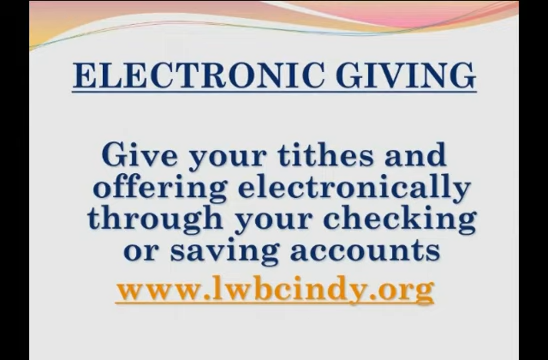 ELECTRONIC GIVING
Give your tithes and
offering electronically
through your checking
or saving accounts
www.lwbcindy.org